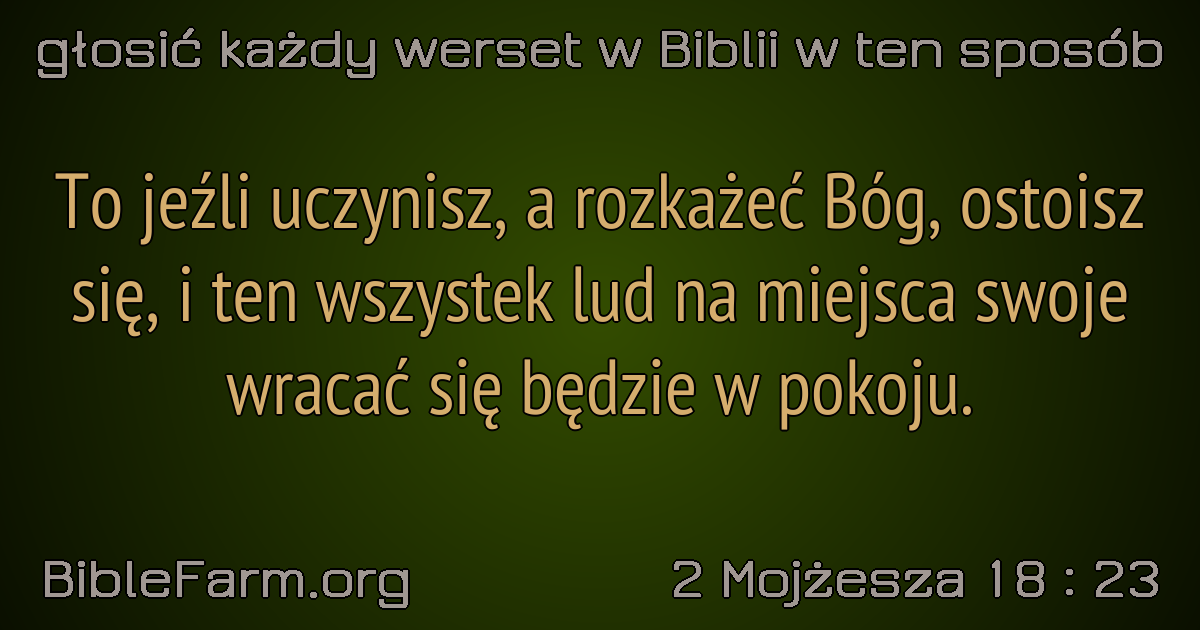 głosić każdy werset w Biblii w ten sposób
To jeźli uczynisz, a rozkażeć Bóg, ostoisz
się, i ten wszystek lud na miejsca swoje
wracać się będzie w pokoju.
BibleFarm.org
2 Mojżesza 18 : 23